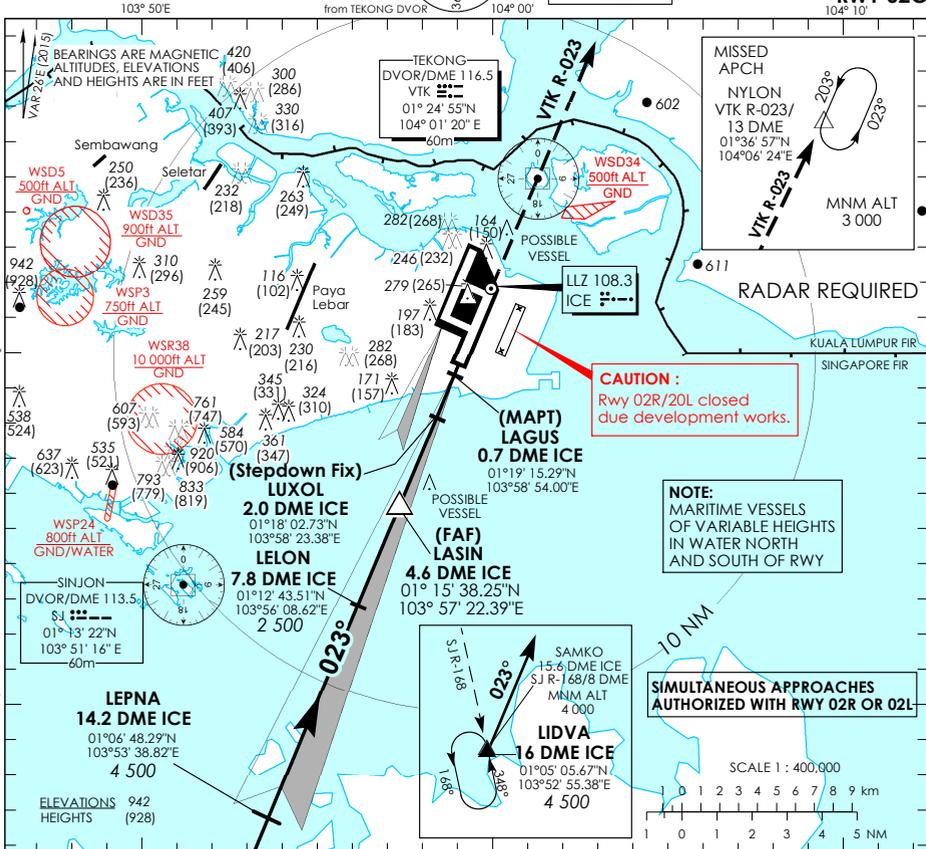 103° 50'E
from TEKONG DVOR
104° 00'E
104° 10'E
VAR 26'E (2015)
BEARINGS ARE MAGNETIC
ALTITUDES, ELEVATIONS
AND HEIGHTS ARE IN FEET
420
(406)
300
(286)
330
(316)
407
(393)
TEKONG
DVOR/DME 116.5
VTK
01° 24' 55"N
104° 01' 20" E
60m
VTK R-023
602
MISSED
APCH
NYLON
VTK R-023/
13 DME
01°36' 57"N
104°06' 24"E
203°
023°
VTK R-023
MNM ALT
3 000
Sembawang
Seletar
WSD5
500ft ALT
GND
250
(236)
232
(218)
263
(249)
WSD35
900ft ALT
GND
WSD34
500ft ALT
GND
0
9
18
27
282(268)
164
(150)
246 (232)
279 (265)
POSSIBLE
VESSEL
611
942
(928)
310
(296)
259
(245)
116
(102)
Paya
Lebar
WSP3
750ft ALT
GND
LLZ 108.3
ICE
RADAR REQUIRED
197
(183)
217
(203)
230
(216)
282
(268)
171
(157)
WSR38
10 000ft ALT
GND
KUALA LUMPUR FIR
SINGAPORE FIR
CAUTION :
Rwy 02R/20L closed
due development works.
345
(331)
324
(310)
361
(347)
538
(524)
607
(593)
761
(747)
584
(570)
920
(906)
637
(623)
535
(521)
793
(779)
833
(819)
(MAPT)
LAGUS
0.7 DME ICE
01°19' 15.29"N
103°58' 54.00"E
(Stepdown Fix)
LUXOL
2.0 DME ICE
01°18' 02.73"N
103°58' 23.38"E
POSSIBLE
VESSEL
WSP24
800ft ALT
GND/WATER
NOTE:
MARITIME VESSELS
OF VARIABLE HEIGHTS
IN WATER NORTH
AND SOUTH OF RWY
(FAF)
LASIN
4.6 DME ICE
01° 15' 38.25"N
103° 57' 22.39"E
LELON
7.8 DME ICE
01°12' 43.51"N
103°56' 08.62"E
2 500
0
9
18
27
SINJON
DVOR/DME 113.5
SJ
01° 13' 22"N
103° 51' 16" E
60m
023°
10 NM
SJ R-168
023°
SAMKO
15.6 DME ICE
SJ R-168/8 DME
MNM ALT
4 000
LIDVA
16 DME ICE
01°05' 05.67"N
103°52' 55.38"E
4 500
168°
348°
SIMULTANEOUS APPROACHES
AUTHORIZED WITH RWY 02R OR 02L
LEPNA
14.2 DME ICE
01°06' 48.29"N
103°53' 38.82"E
4 500
ELEVATIONS 942
HEIGHTS (928)
SCALE 1 : 400,000
1 0 1 2 3 4 5 6 7 8 9 km
1 0 1 2 3 4 5 NM